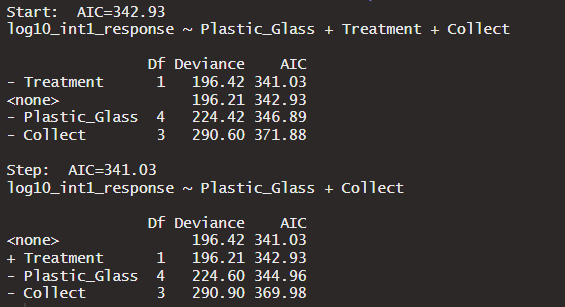 Start:  AIC=342.93
log10_int1_response ~ Plastic_Glass + Treatment + Collect
Df Deviance    AIC
- Treatment      1   196.42 341.03
<none>               196.21 342.93
- Plastic_Glass  4   224.42 346.89
- Collect        3   290.60 371.88
Step:  AIC=341.03
log10_int1_response ~ Plastic_Glass + Collect
Df Deviance    AIC
<none>               196.42 341.03
+ Treatment      1   196.21 342.93
- Plastic_Glass  4   224.60 344.96
- Collect        3   290.90 369.98